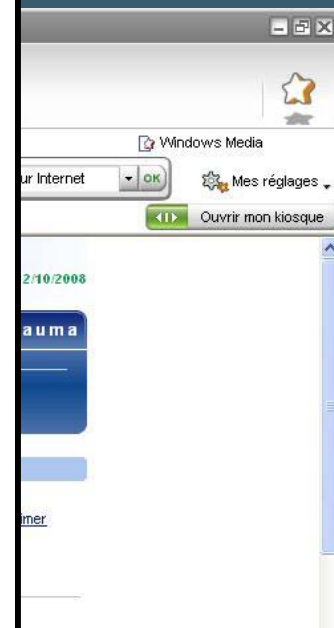 Windows Media
ur Internet
OK
Mes réglages
Ouvrir mon kiosque
2/10/2008
auma
imer